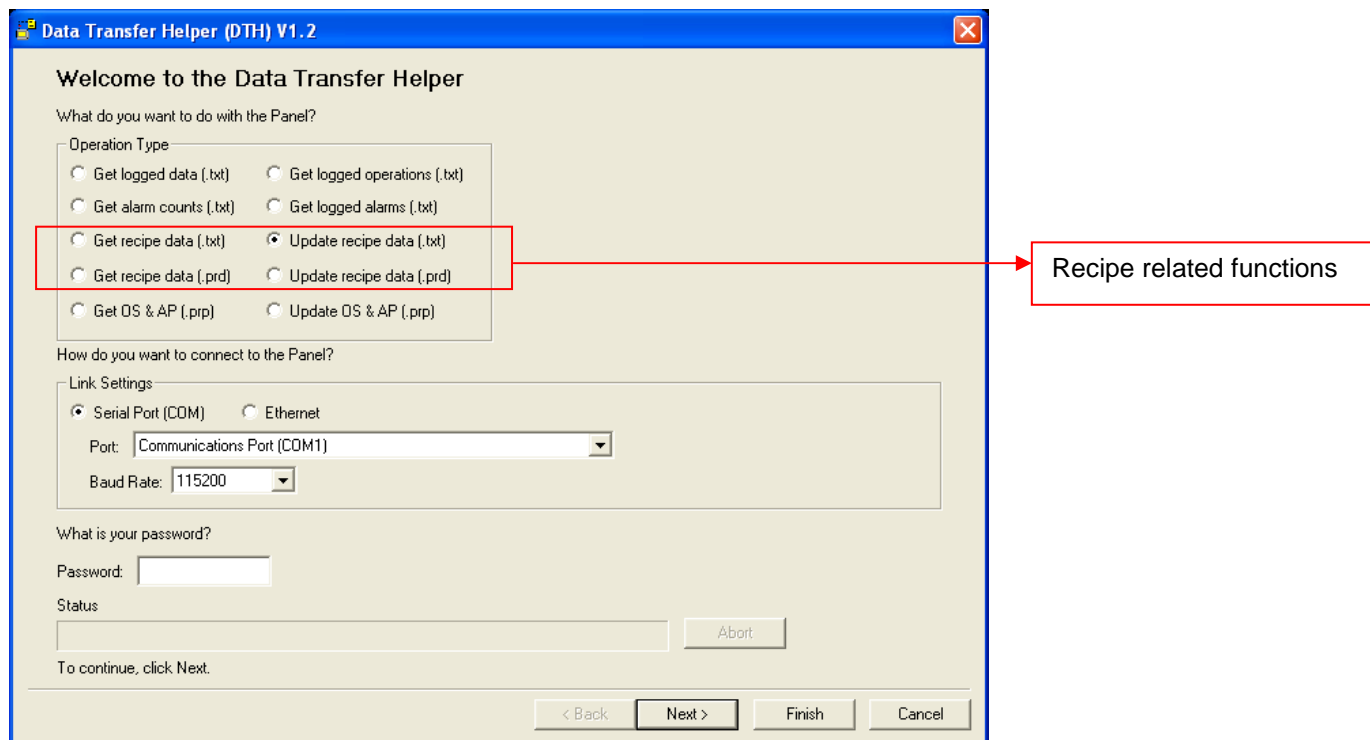 Data Transfer Helper (DTH) V1.2
Welcome to the Data Transfer Helper
What do you want to do with the Panel?
Operation Type
Get logged data (.txt) Get logged operations (.txt)
Get alarm counts (.txt) Get logged alarms (.txt)
Get recipe data (.txt) Update recipe data (.txt)
Get recipe data (.prd) Update recipe data (.prd)
Get OS & AP (.prp) Update OS & AP (.prp)
Recipe related functions
How do you want to connect to the Panel?
Link Settings
Serial Port (COM) Ethernet
Port: Communications Port (COM1)
Baud Rate: 115200
What is your password?
Password:
Status
Abort
To continue, click Next.
< Back Next > Finish Cancel